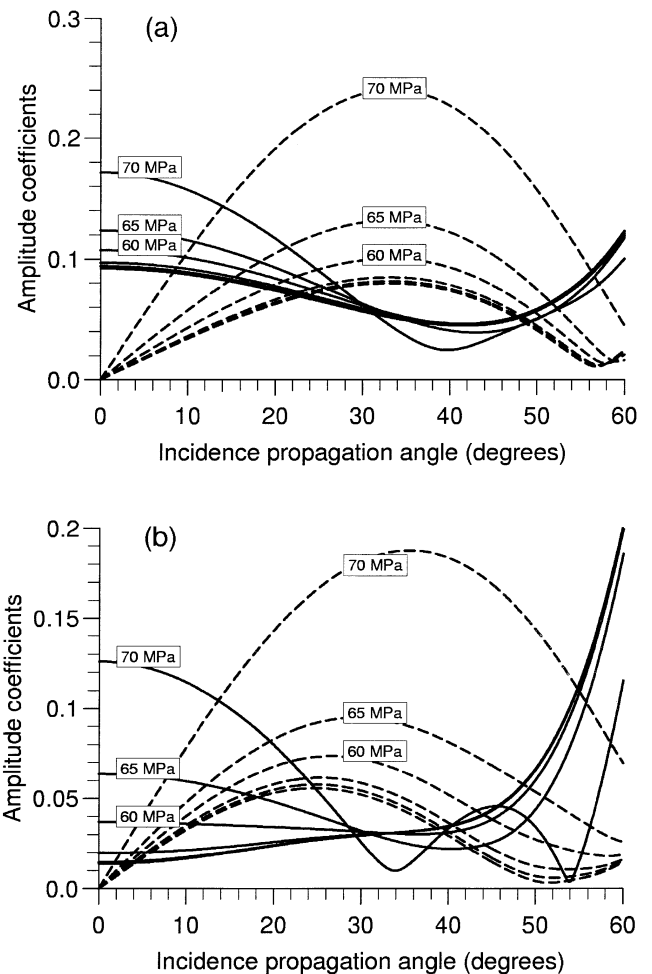 (a)
0.3
0.2
0.1
0.0
Amplitude coefficients
70 MPa
70 MPa
65 MPa
65 MPa
60 MPa
60 MPa
0 10 20 30 40 50 60
Incidence propagation angle (degrees)
(b)
0.2
0.15
0.1
0.05
0.0
Amplitude coefficients
70 MPa
70 MPa
65 MPa
60 MPa
65 MPa
60 MPa
0 10 20 30 40 50 60
Incidence propagation angle (degrees)